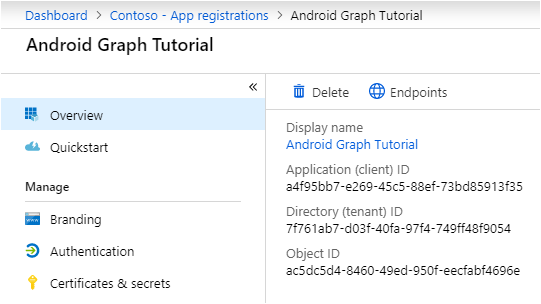 Dashboard > Contoso - App registrations > Android Graph Tutorial
Android Graph Tutorial
«
Overview
Quickstart
Manage
Branding
Authentication
Certificates & secrets
Delete
Endpoints
Display name
Android Graph Tutorial
Application (client) ID
a4f95bb7-e269-45c5-88ef-73bd85913f35
Directory (tenant) ID
7f761ab7-d03f-40fa-97f4-749ff48f9054
Object ID
ac5dc5d4-8460-49ed-950f-eecfabf4696e